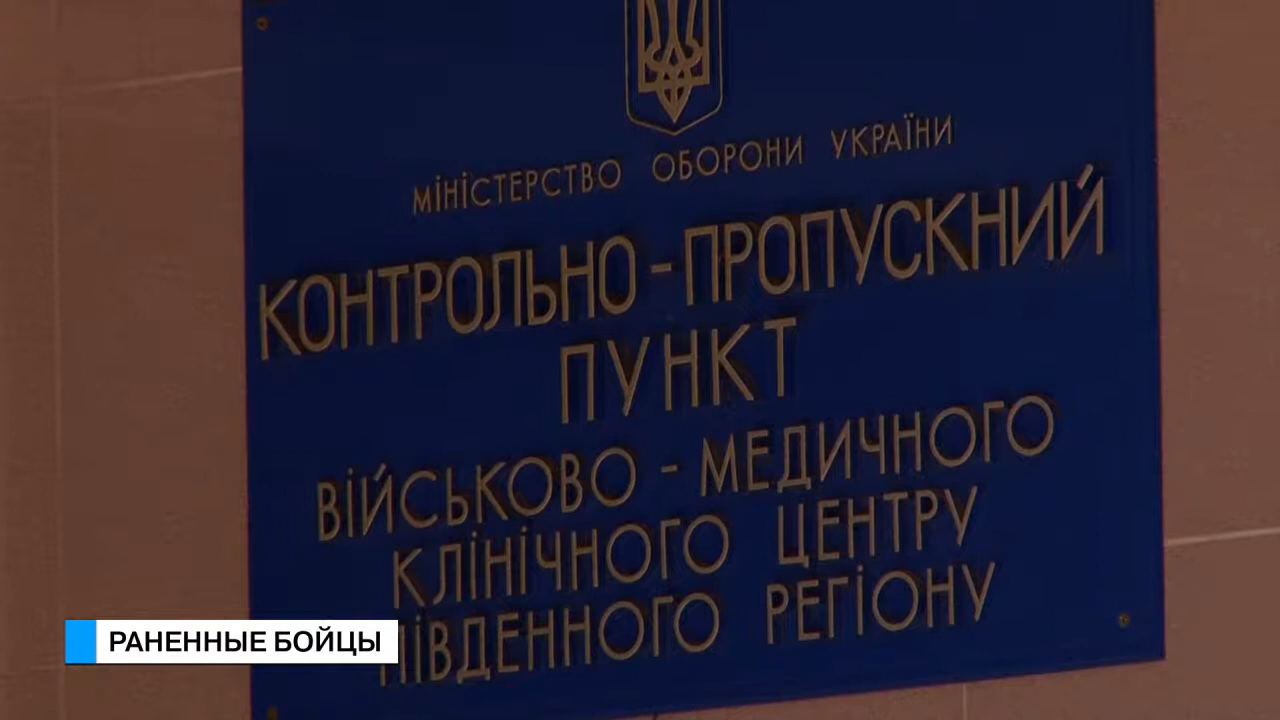 МІНІСТЕРСТВО ОБОРОНИ УКРАЇНИ
КОНТРОЛЬНО-ПРОПУСКНИЙ
ПУНКТ
ВІЙСЬКОВО-МЕДИЧНОГО
КЛІНІЧНОГО ЦЕНТРУ
ПІВДЕННОГО РЕГІОНУ
РАНЕННЫЕ БОЙЦЫ